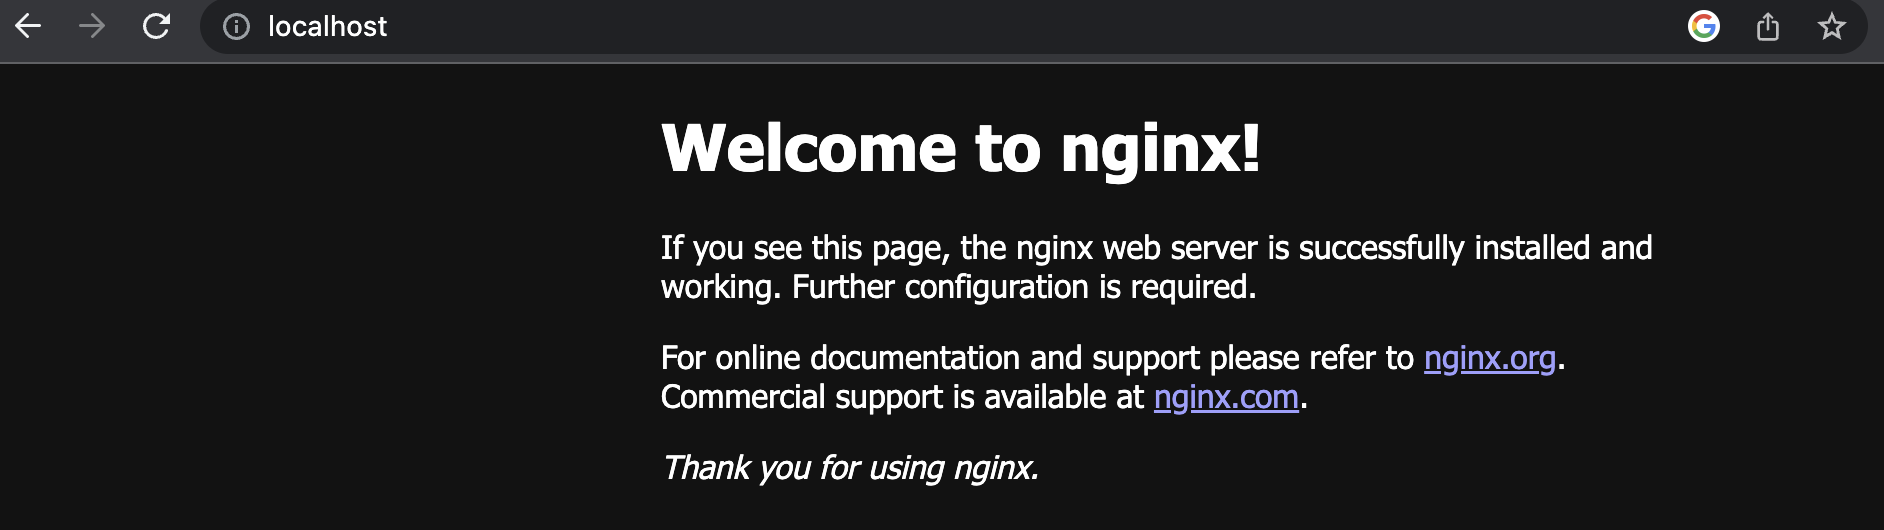 localhost
Welcome to nginx!
If you see this page, the nginx web server is successfully installed and
working. Further configuration is required.
For online documentation and support please refer to nginx.org.
Commercial support is available at nginx.com.
Thank you for using nginx.